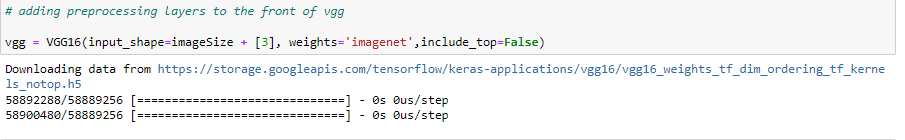 # adding preprocessing layers to the front of vgg
vgg = VGG16(input_shape=imageSize + [3], weights='imagenet',include_top=False)
Downloading data from https://storage.googleapis.com/tensorflow/keras-applications/vgg16/vgg16_weights_tf_dim_ordering_tf_kerne
ls_notop.h5
58892288/58889256 [==============================] - 0s 0us/step
58900480/58889256 [==============================] - 0s 0us/step